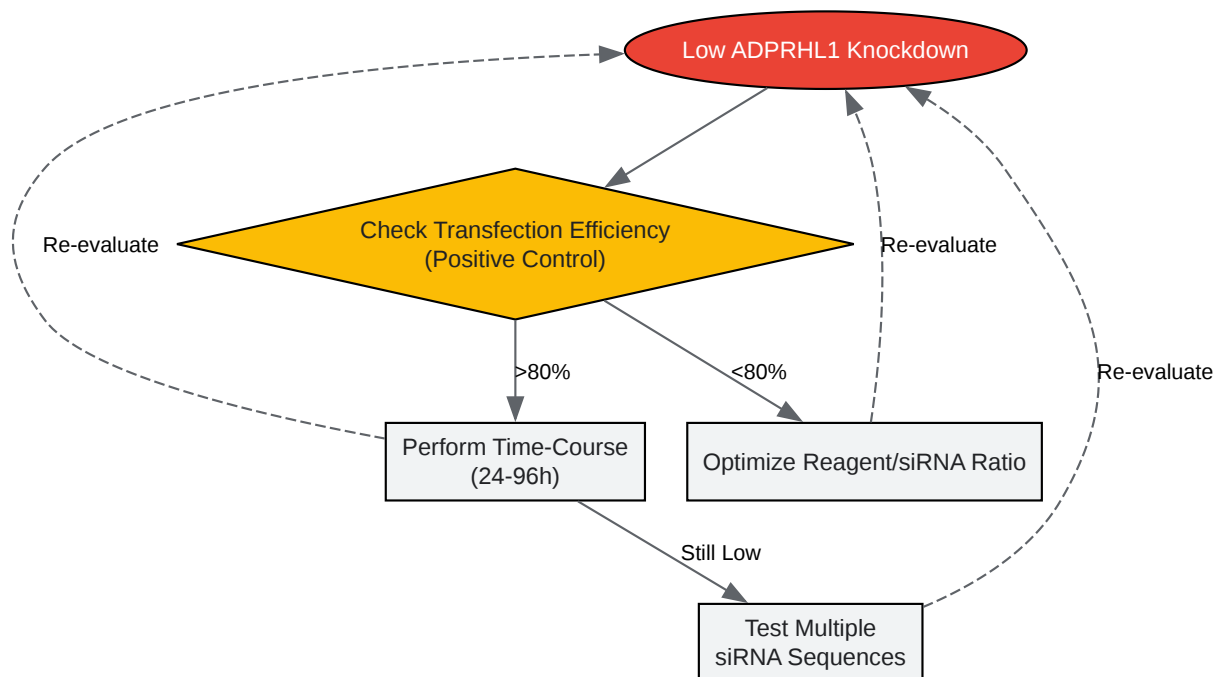 Low ADPRHL1 Knockdown
Check Transfection Efficiency
(Positive Control)
Re-evaluate
Re-evaluate
>80%
<80%
Re-evaluate
Perform Time-Course
(24-96h)
Optimize Reagent/siRNA Ratio
Still Low
Test Multiple
siRNA Sequences